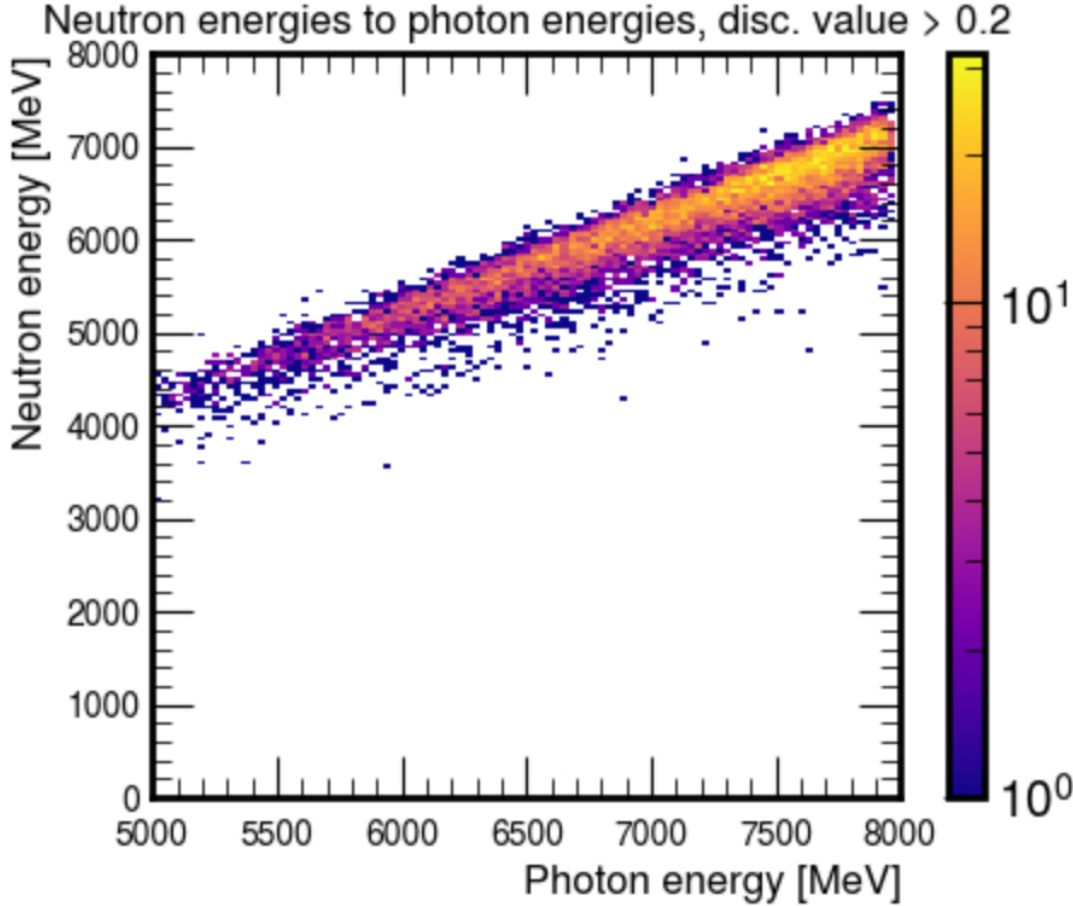 Neutron energies to photon energies, disc. value > 0.2
Neutron energy [MeV]
8000
7000
6000
5000
4000
3000
2000
1000
0
5000 5500 6000 6500 7000 7500 8000
Photon energy [MeV]
10¹
10⁰